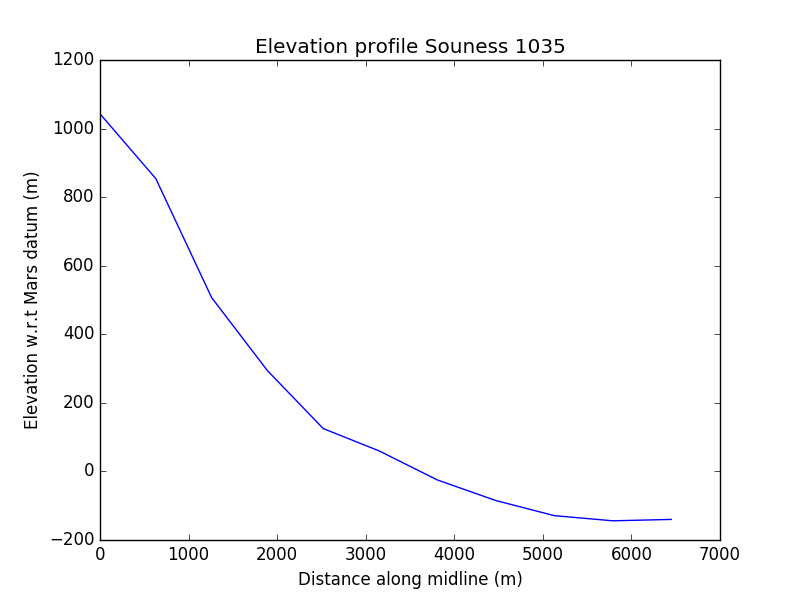 Elevation profile Souness 1035
1200
1000
800
600
400
200
0
−200
Elevation w.r.t Mars datum (m)
0 1000 2000 3000 4000 5000 6000 7000
Distance along midline (m)